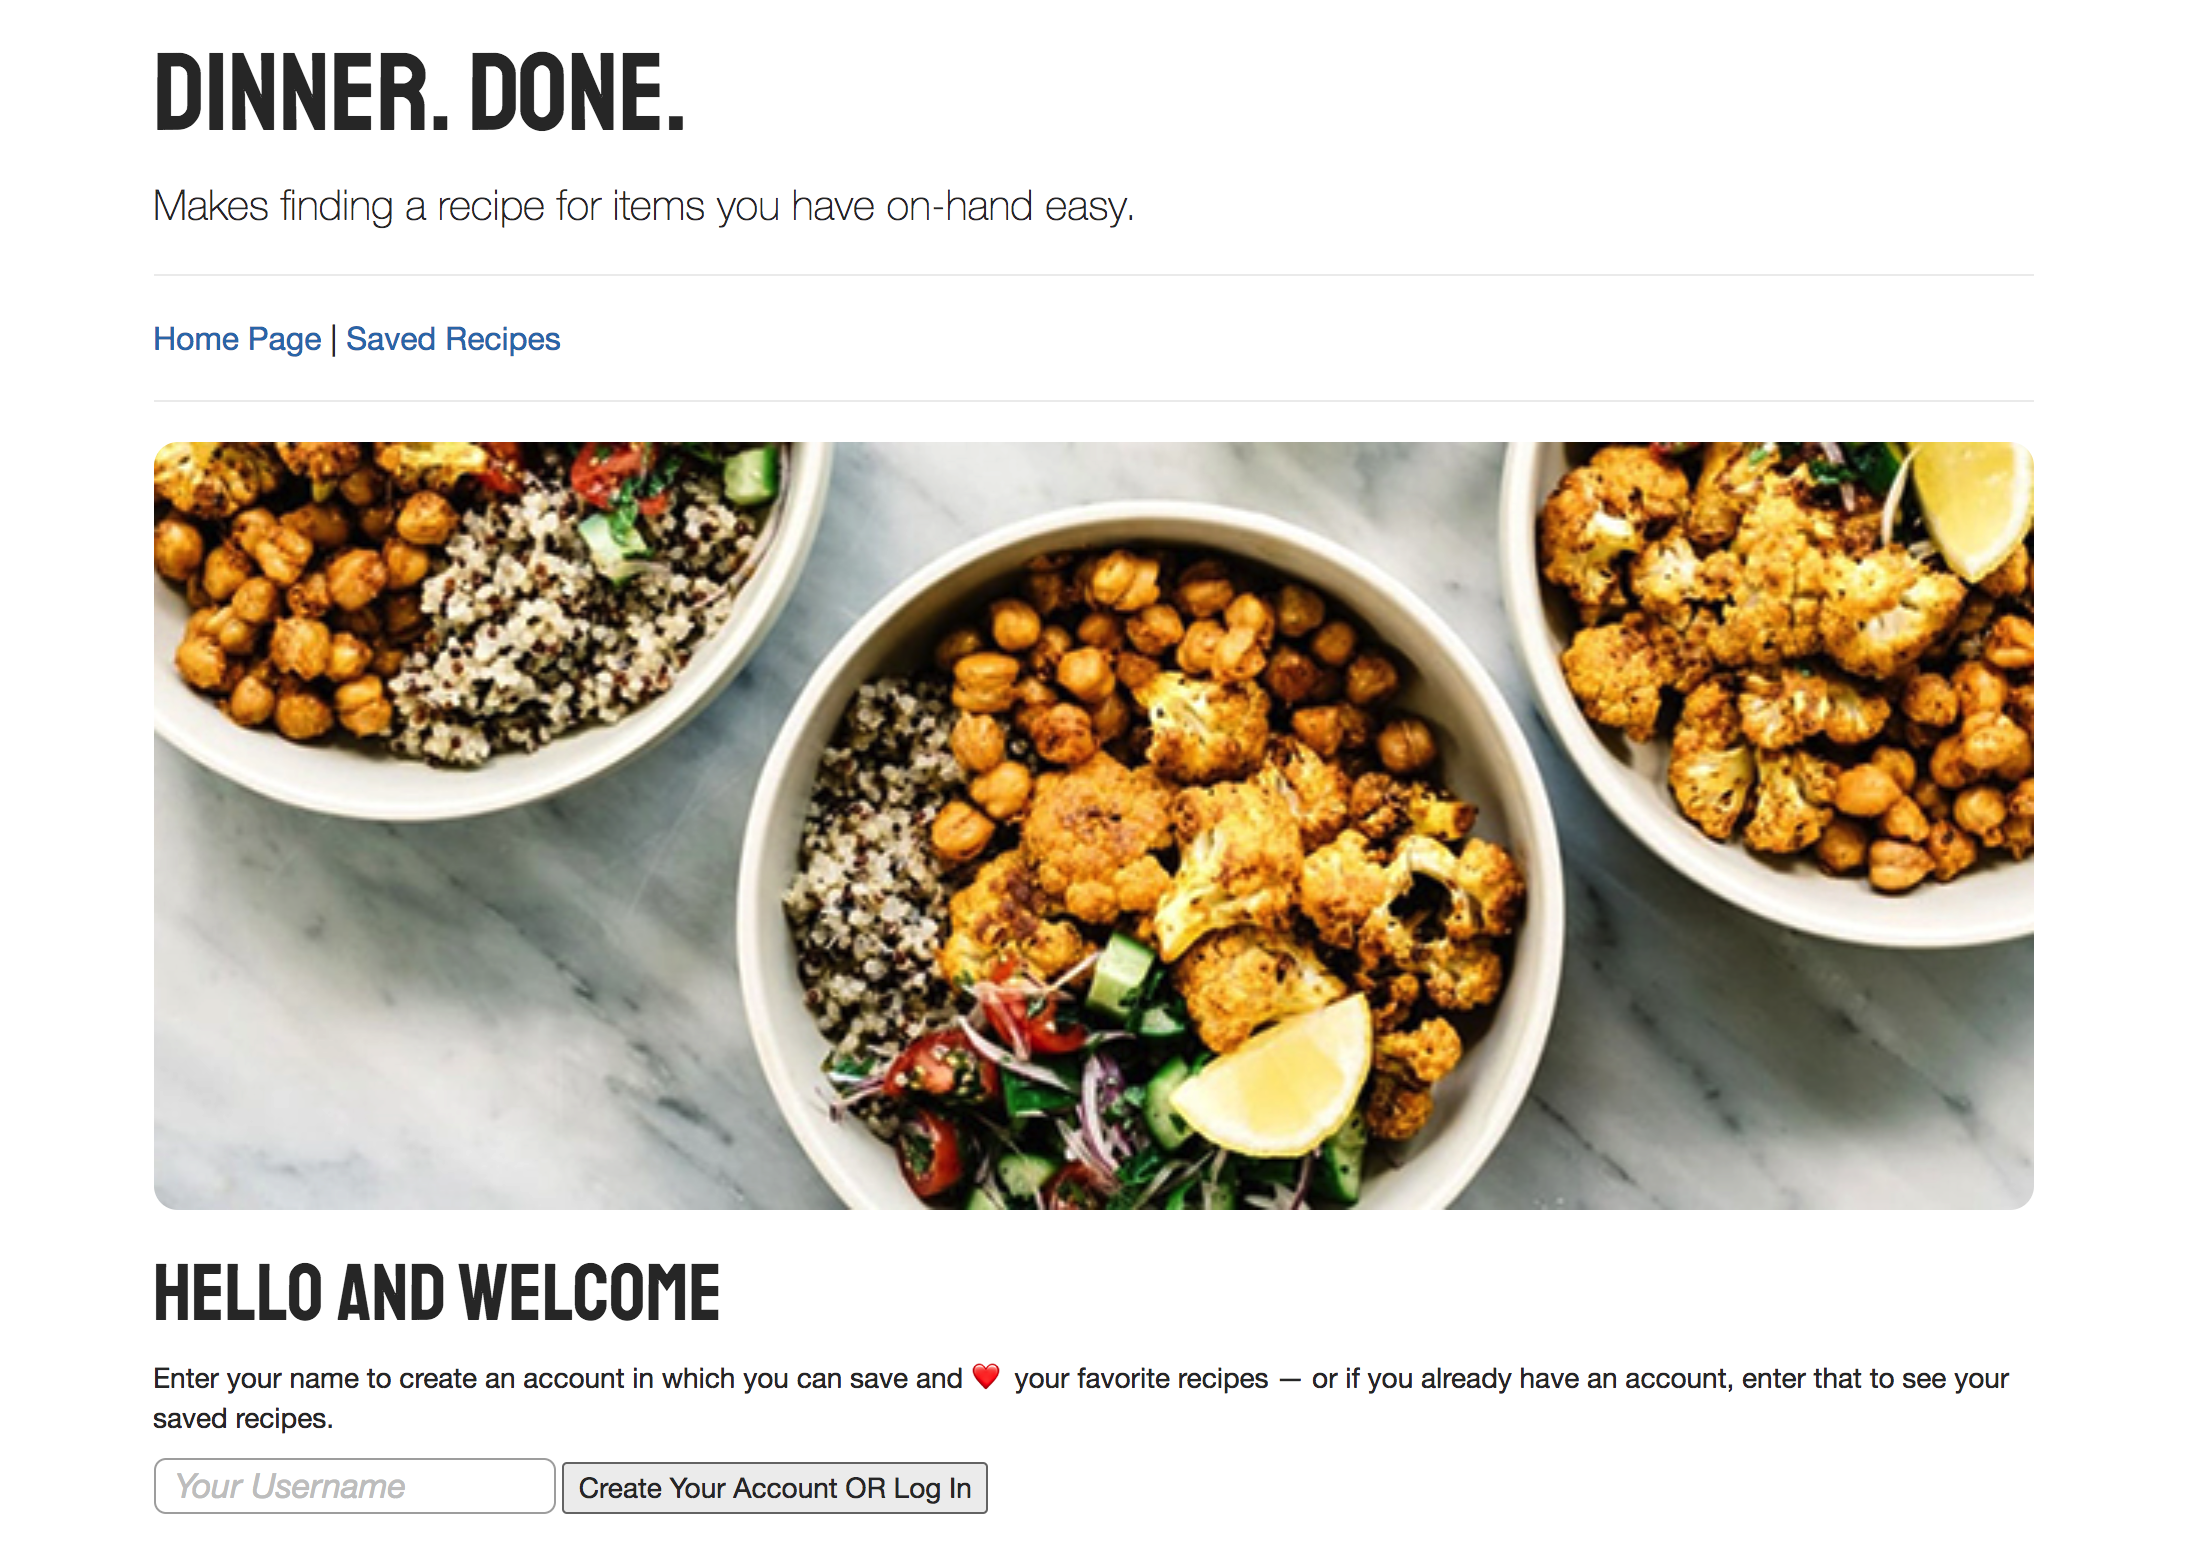 DINNER. DONE.
Makes finding a recipe for items you have on-hand easy.
Home Page | Saved Recipes
HELLO AND WELCOME
Enter your name to create an account in which you can save and ❤️ your favorite recipes — or if you already have an account, enter that to see your
saved recipes.
Your Username
Create Your Account OR Log In